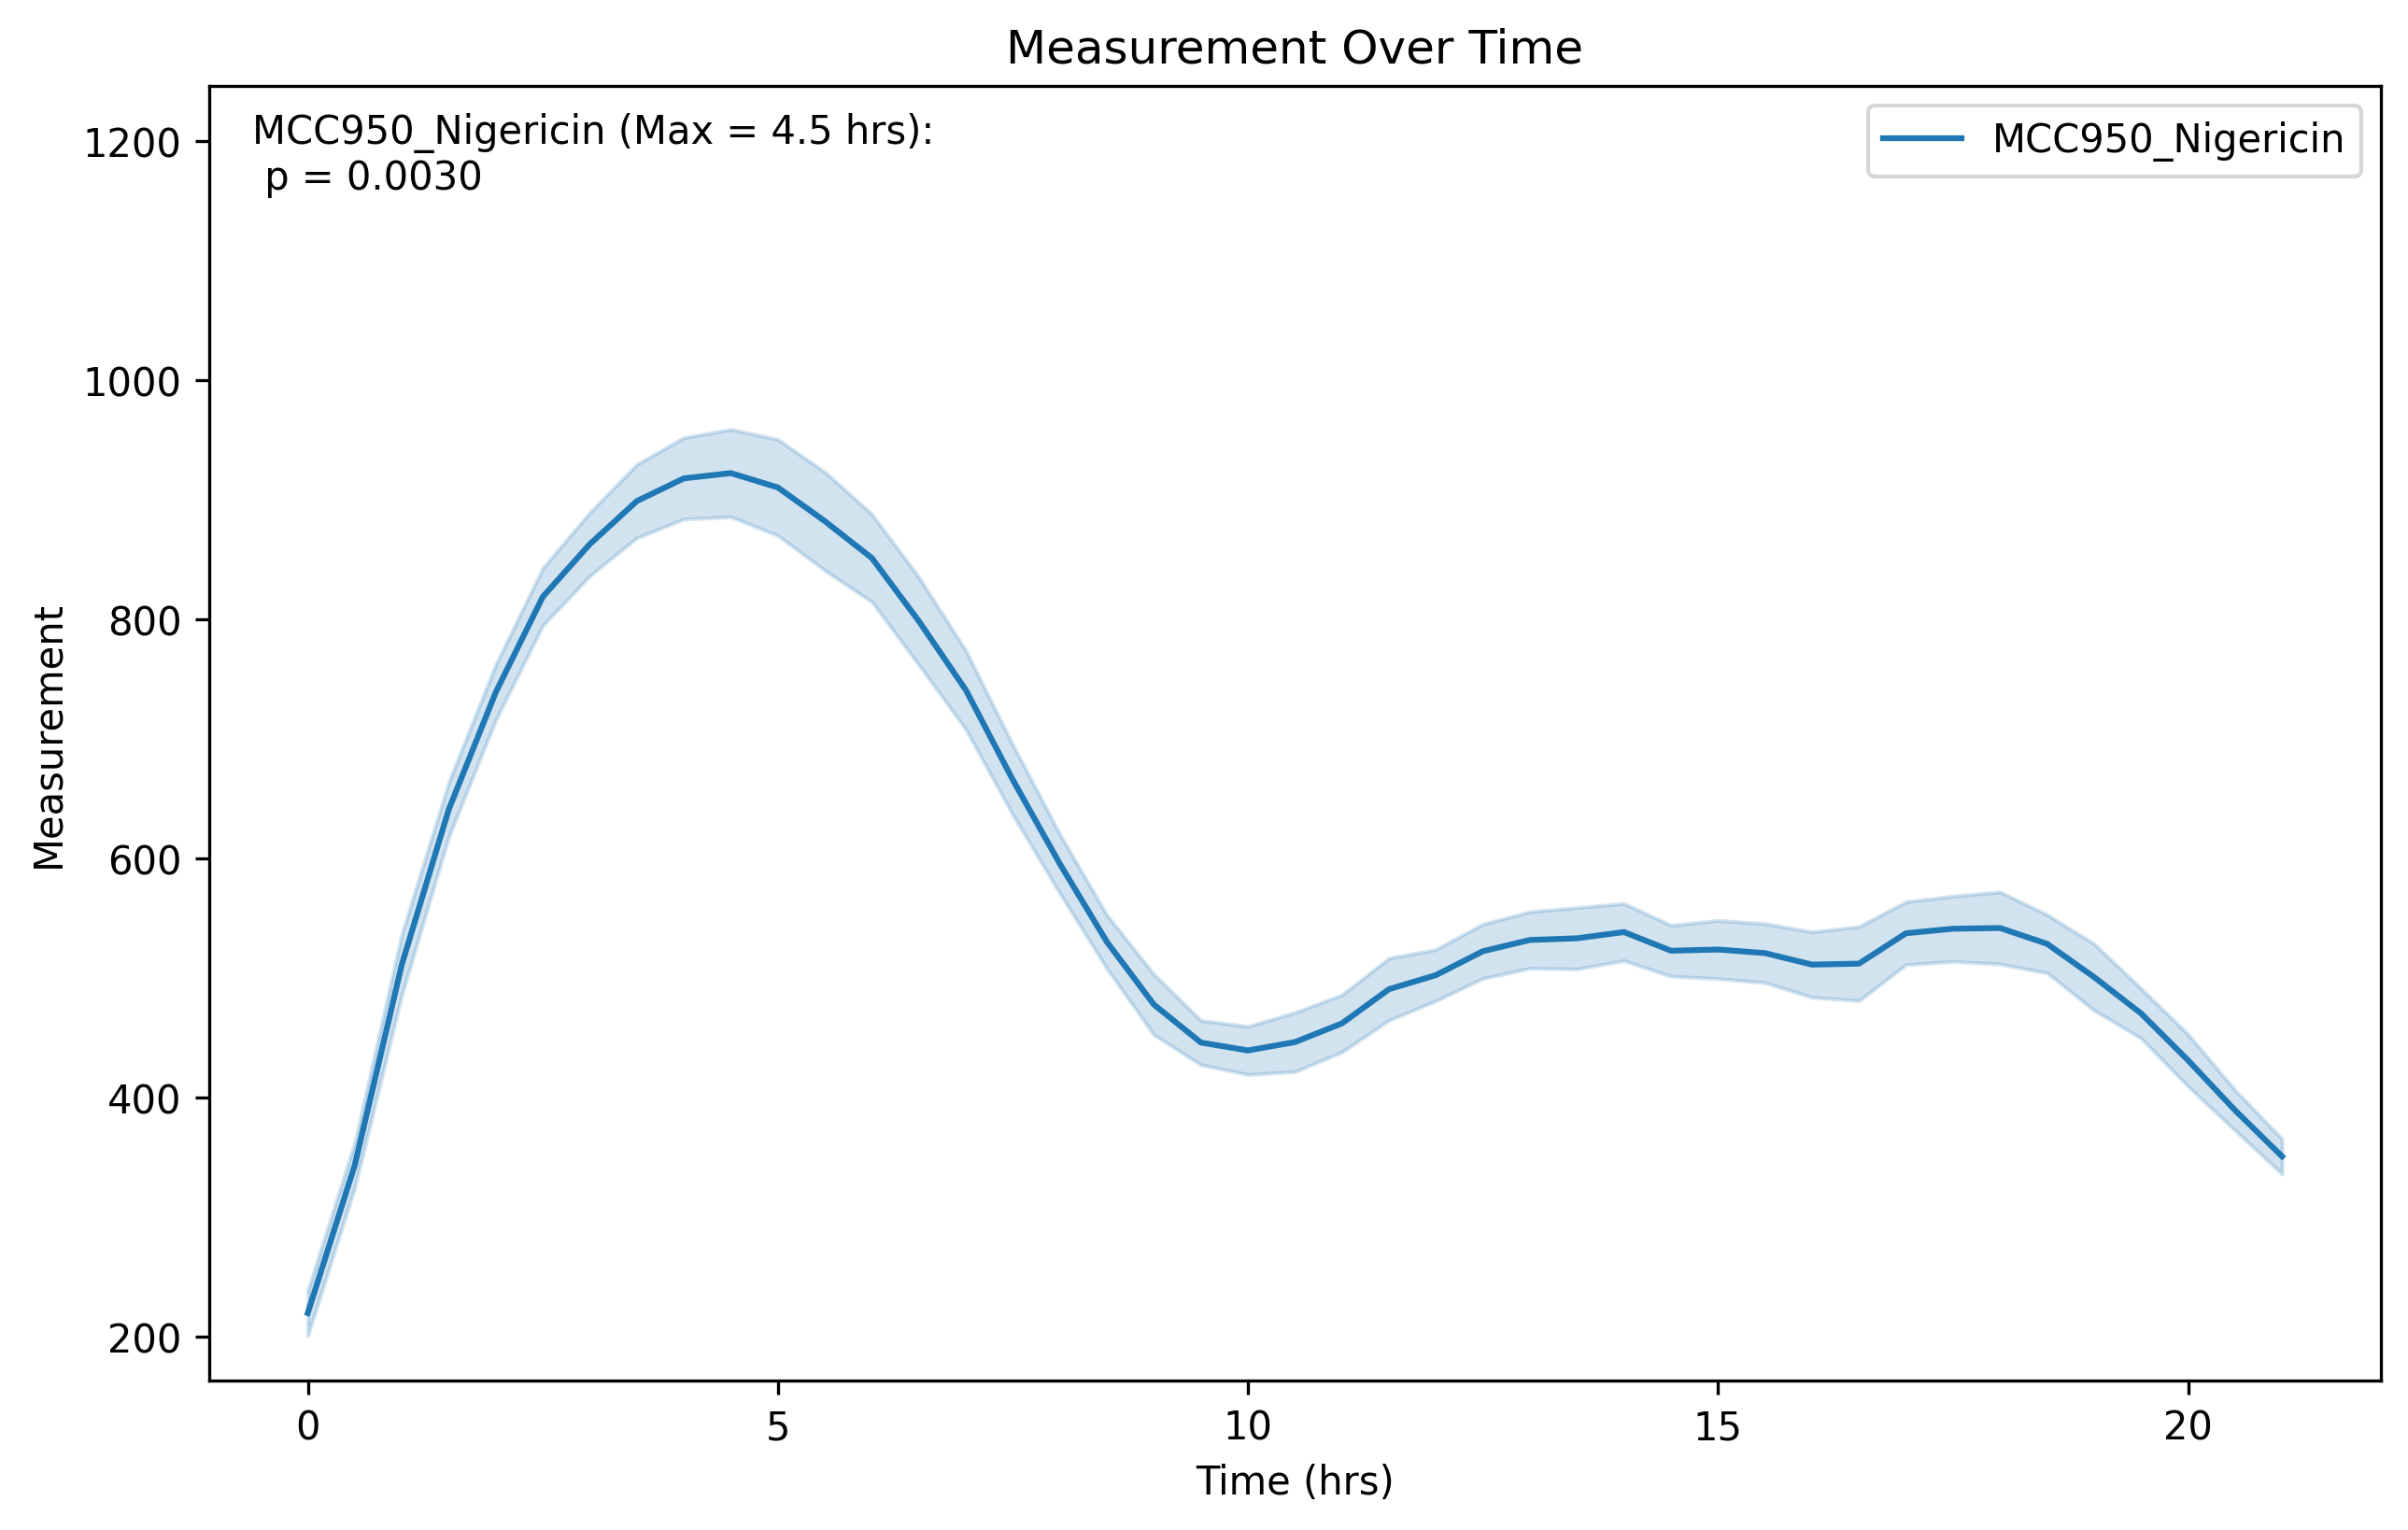 Measurement Over Time
MCC950_Nigericin (Max = 4.5 hrs):
p = 0.0030
MCC950_Nigericin
1200
1000
800
600
400
200
Measurement
0
5
10
15
20
Time (hrs)